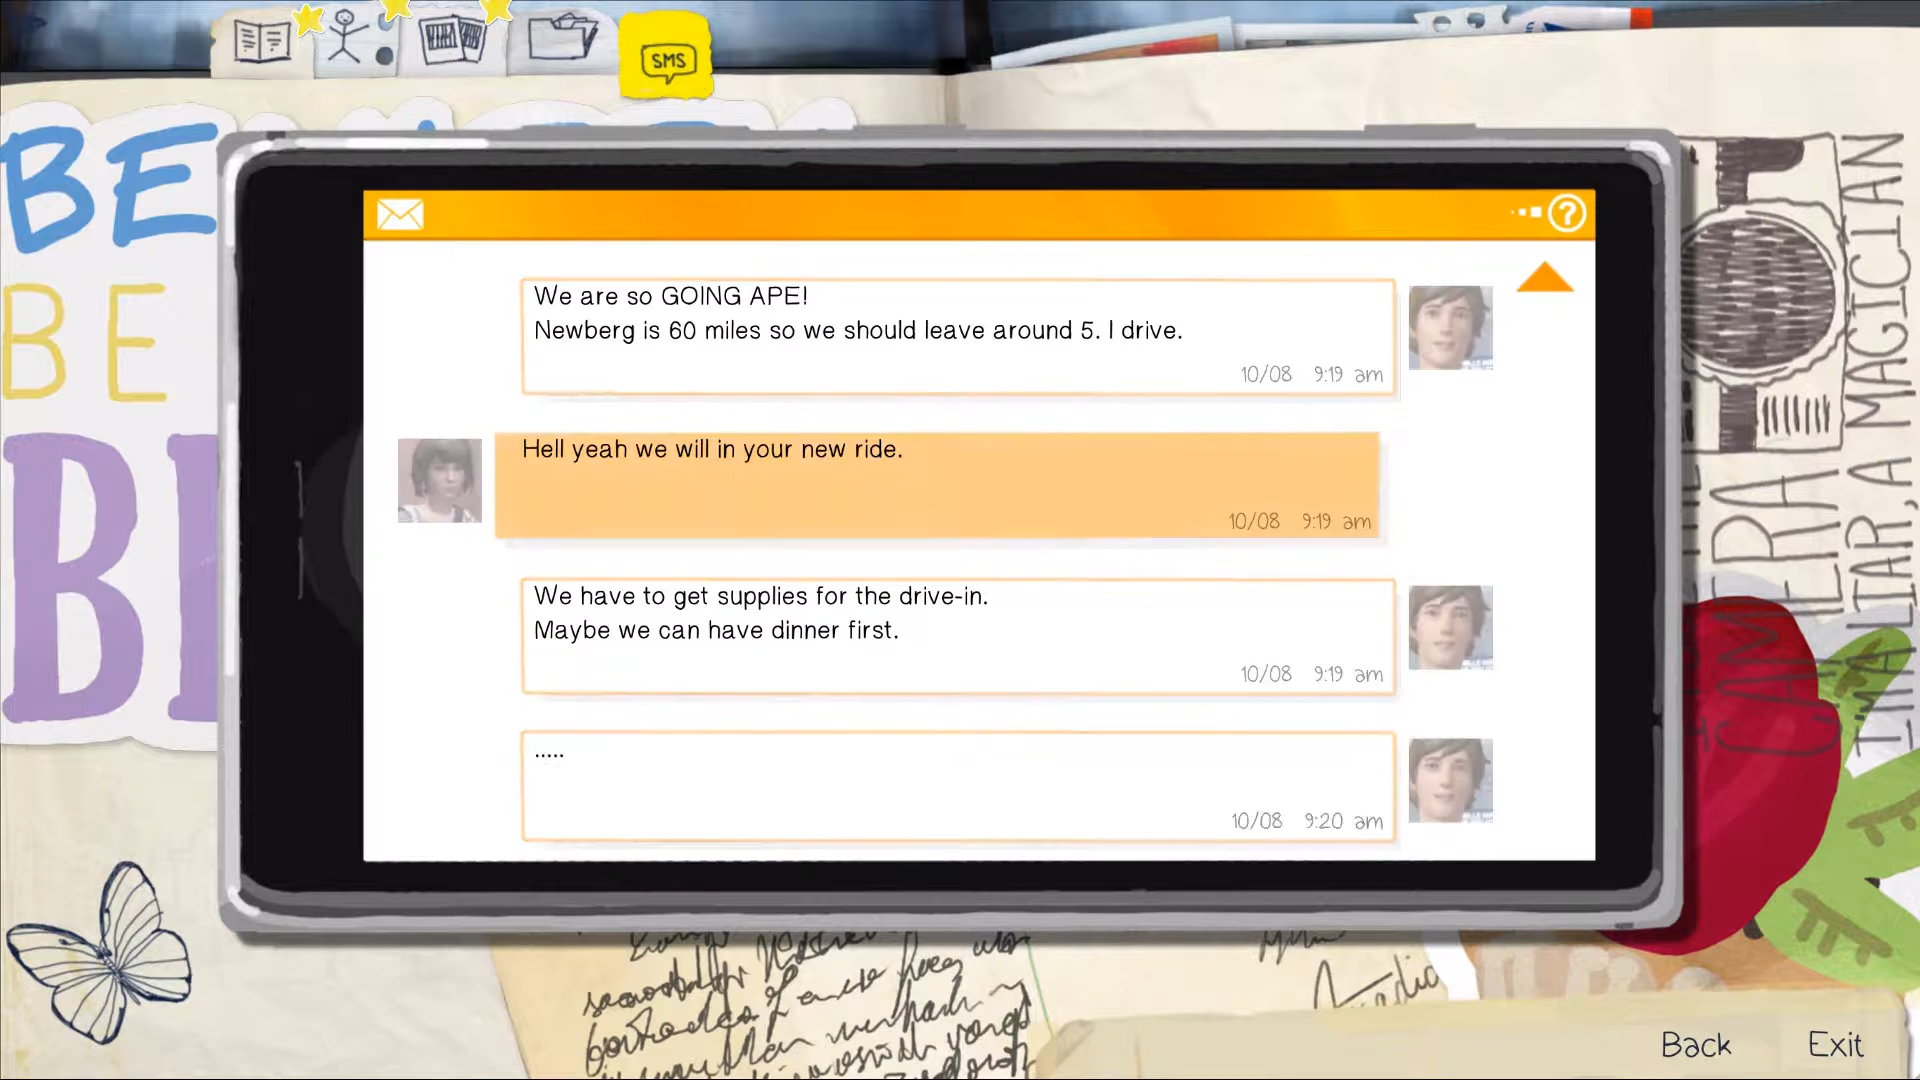 SMS
BE
BE
We are so GOING APE!
Newberg is 60 miles so we should leave around 5. I drive.
10/08 9:19 am
Hell yeah we will in your new ride.
10/08 9:19 am
We have to get supplies for the drive-in.
Maybe we can have dinner first.
10/08 9:19 am
.....
10/08 9:20 am
CAMERA
I'M A LIAR, A MAGICIAN
Back
Exit